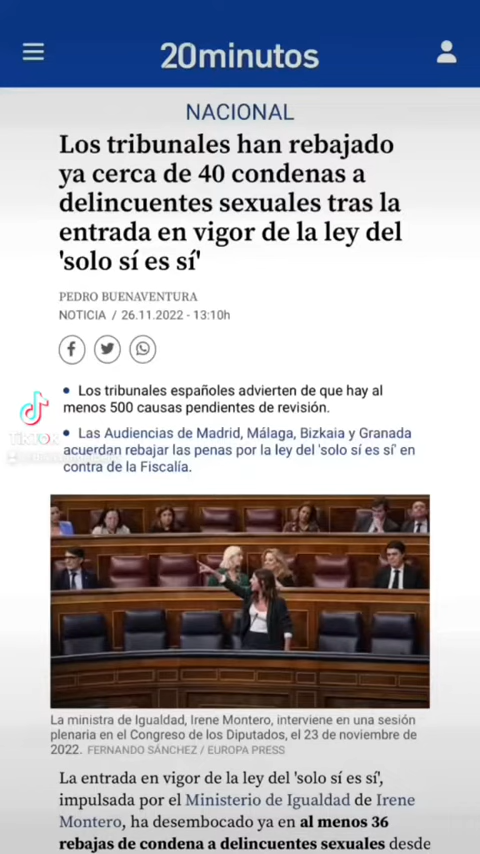 20minutos
NACIONAL
Los tribunales han rebajado
ya cerca de 40 condenas a
delincuentes sexuales tras la
entrada en vigor de la ley del
'solo sí es sí'
PEDRO BUENAVENTURA
NOTICIA / 26.11.2022 - 13:10h
Los tribunales españoles advierten de que hay al
menos 500 causas pendientes de revisión.
TikTok
Las Audiencias de Madrid, Málaga, Bizkaia y Granada
acuerdan rebajar las penas por la ley del 'solo sí es sí' en
contra de la Fiscalía.
La ministra de Igualdad, Irene Montero, interviene en una sesión
plenaria en el Congreso de los Diputados, el 23 de noviembre de
2022. FERNANDO SÁNCHEZ / EUROPA PRESS
La entrada en vigor de la ley del 'solo sí es sí',
impulsada por el Ministerio de Igualdad de Irene
Montero, ha desembocado ya en al menos 36
rebajas de condena a delincuentes sexuales desde